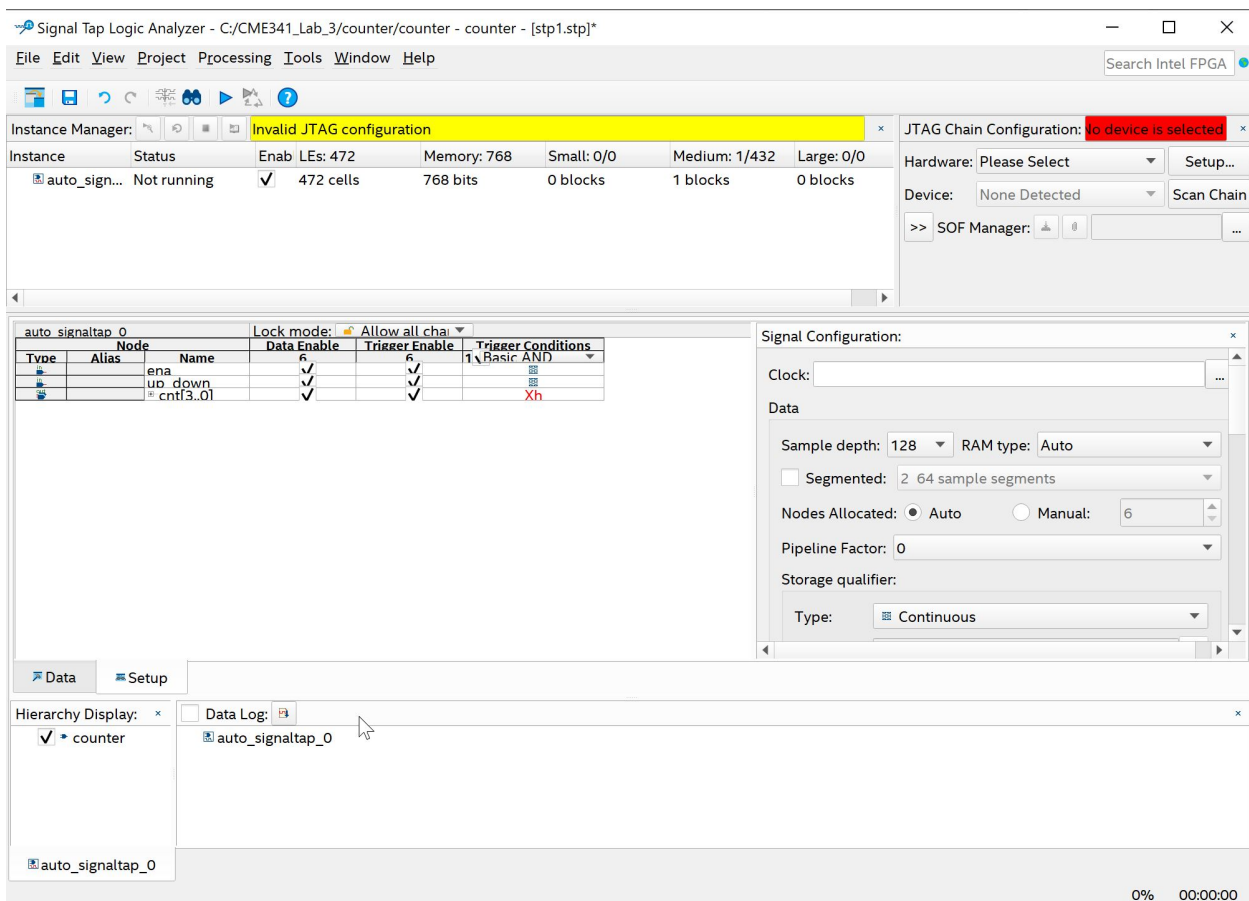 Signal Tap Logic Analyzer - C:/CME341_Lab_3/counter/counter - counter - [stp1.stp]*
File Edit View Project Processing Tools Window Help
Search Intel FPGA
Instance Manager: Invalid JTAG configuration
Instance Status Enab LEs: 472 Memory: 768 Small: 0/0 Medium: 1/432 Large: 0/0
auto_sign... Not running 472 cells 768 bits 0 blocks 1 blocks 0 blocks
JTAG Chain Configuration: No device is selected
Hardware: Please Select Setup...
Device: None Detected Scan Chain
>> SOF Manager: ...
auto_signaltap_0 Lock mode: Allow all chai
Node Data Enable Trigger Enable Trigger Conditions
Type Alias Name 6 6 1 Basic AND
ena
up_down
cnt[3..0] Xh
Signal Configuration:
Clock: ...
Data
Sample depth: 128 RAM type: Auto
Segmented: 2 64 sample segments
Nodes Allocated: Auto Manual: 6
Pipeline Factor: 0
Storage qualifier:
Type: Continuous
Data Setup
Hierarchy Display: Data Log:
counter auto_signaltap_0
auto_signaltap_0
0% 00:00:00